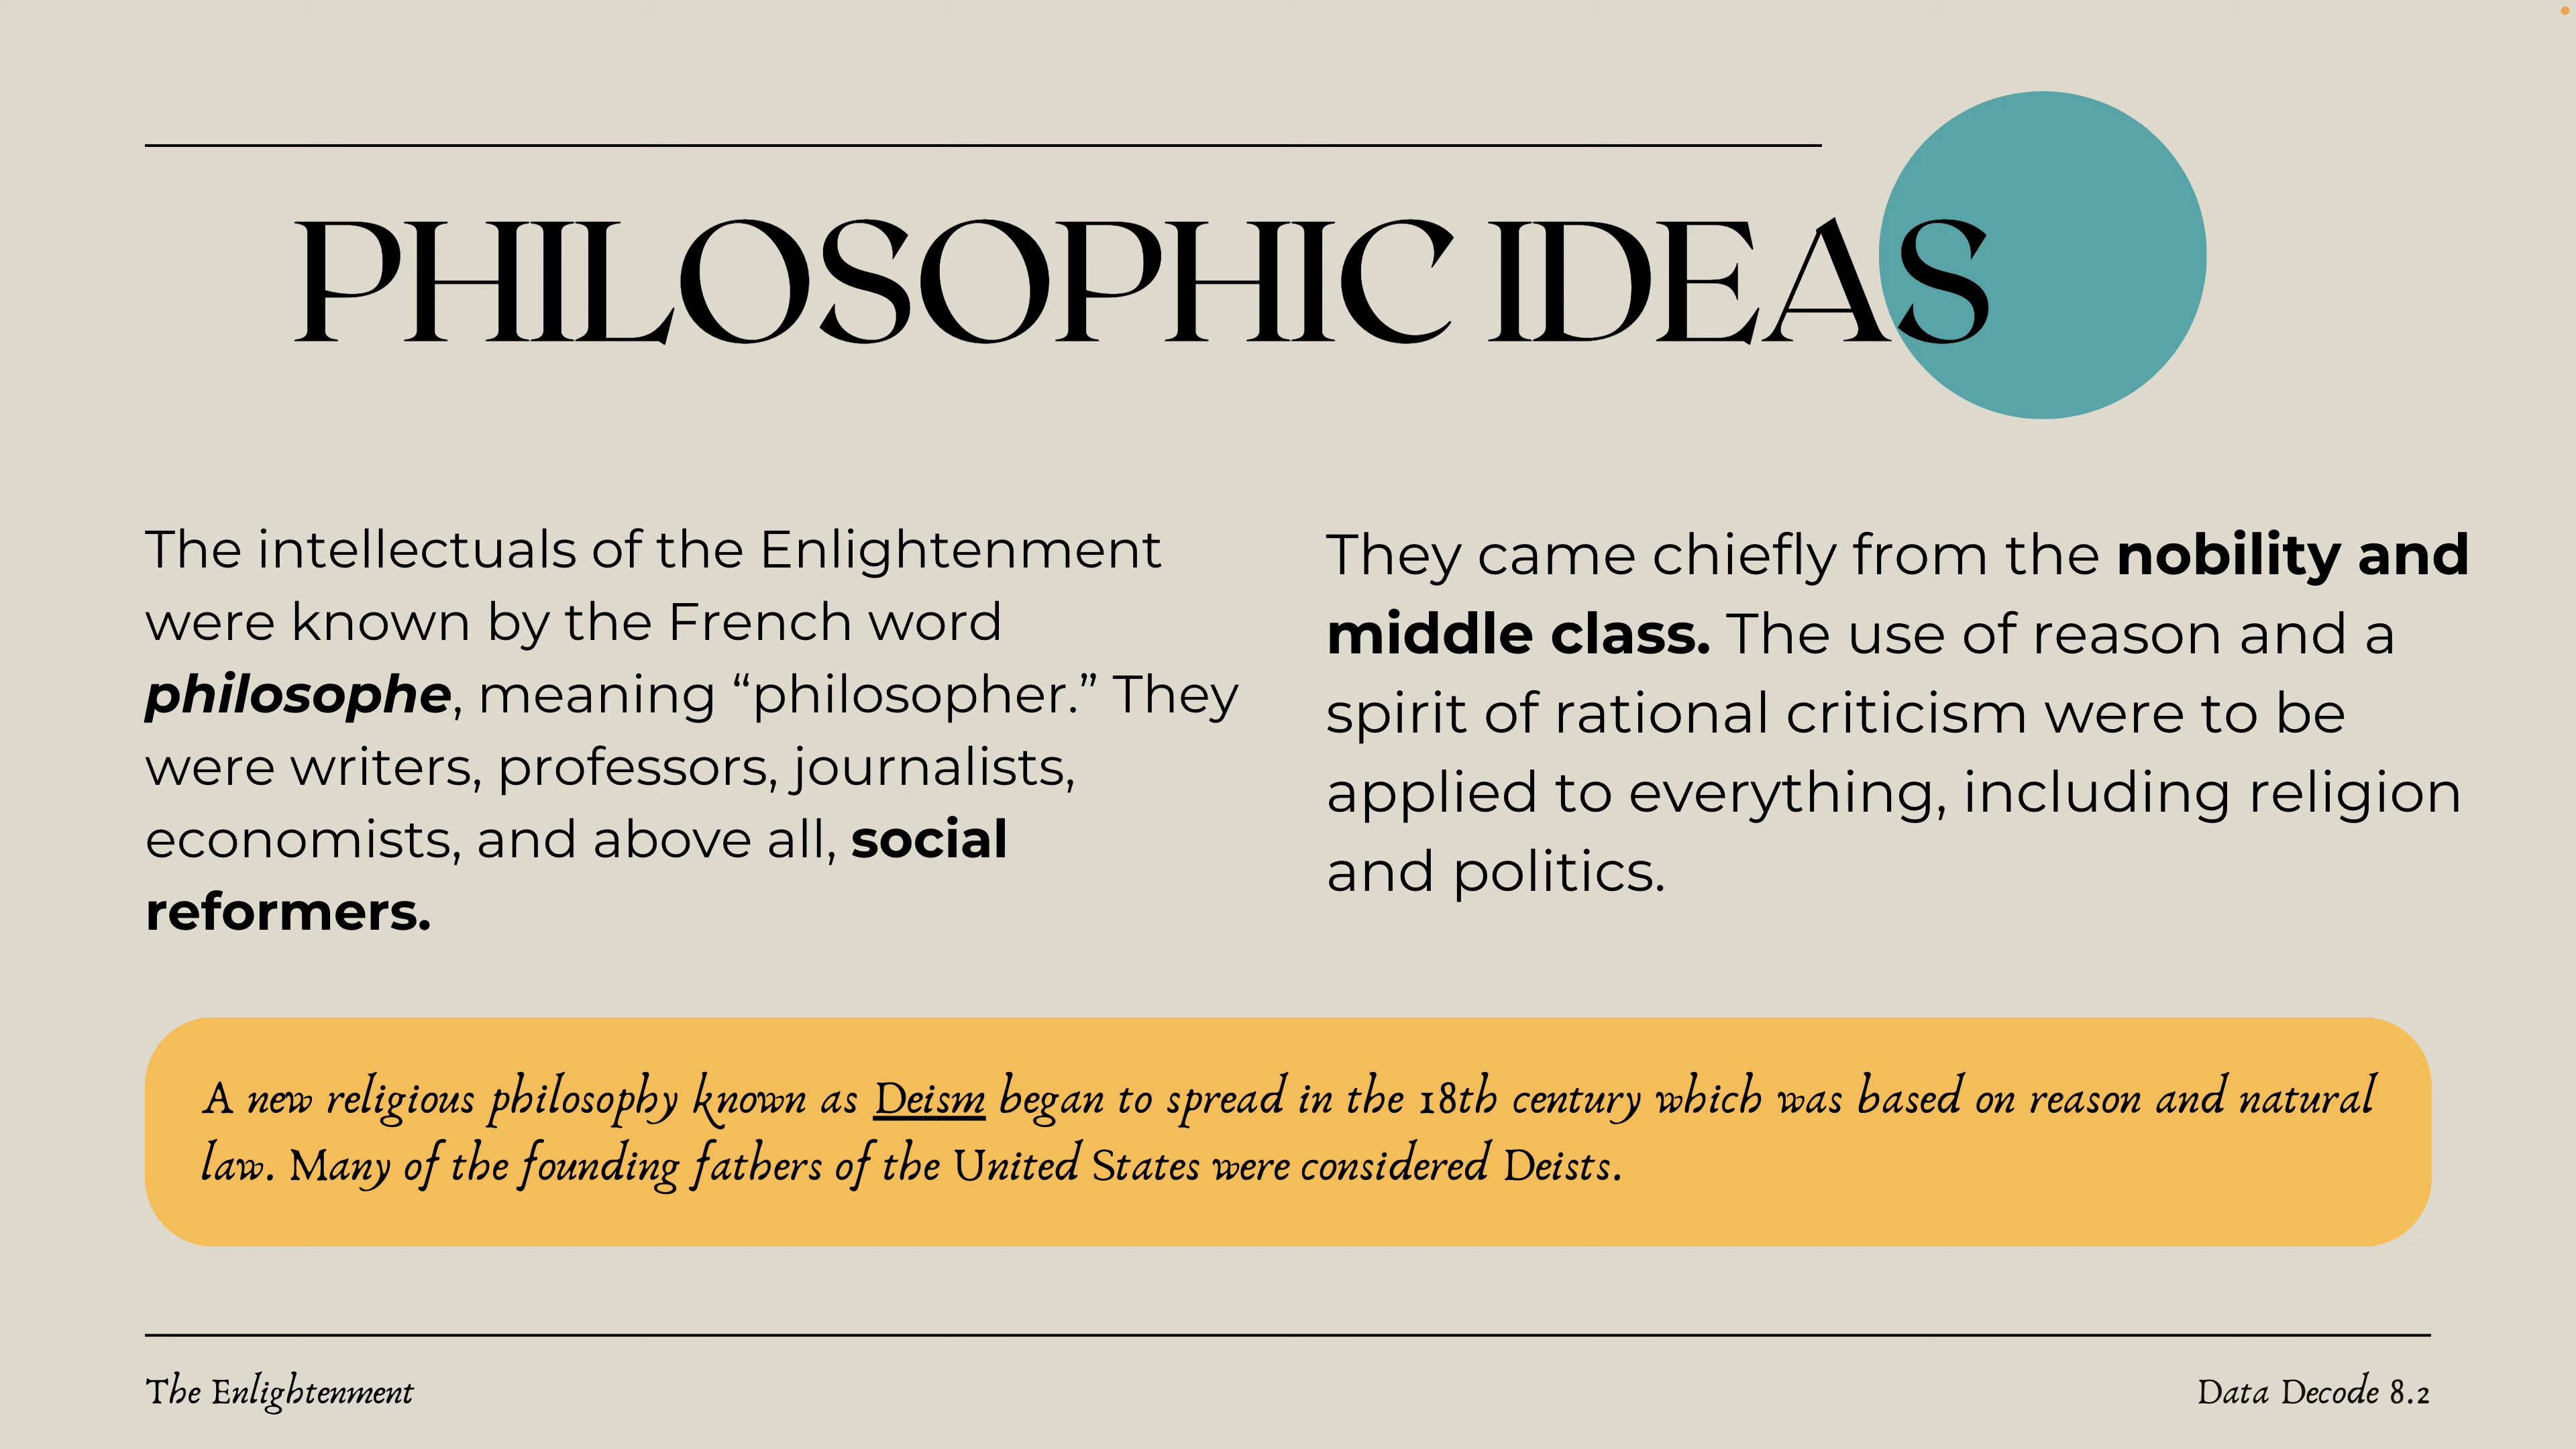 PHILOSOPHIC IDEAS
The intellectuals of the Enlightenment
were known by the French word
philosophe, meaning “philosopher.” They
were writers, professors, journalists,
economists, and above all, social
reformers.
They came chiefly from the nobility and
middle class. The use of reason and a
spirit of rational criticism were to be
applied to everything, including religion
and politics.
A new religious philosophy known as Deism began to spread in the 18th century which was based on reason and natural
law. Many of the founding fathers of the United States were considered Deists.
The Enlightenment
Data Decode 8.2